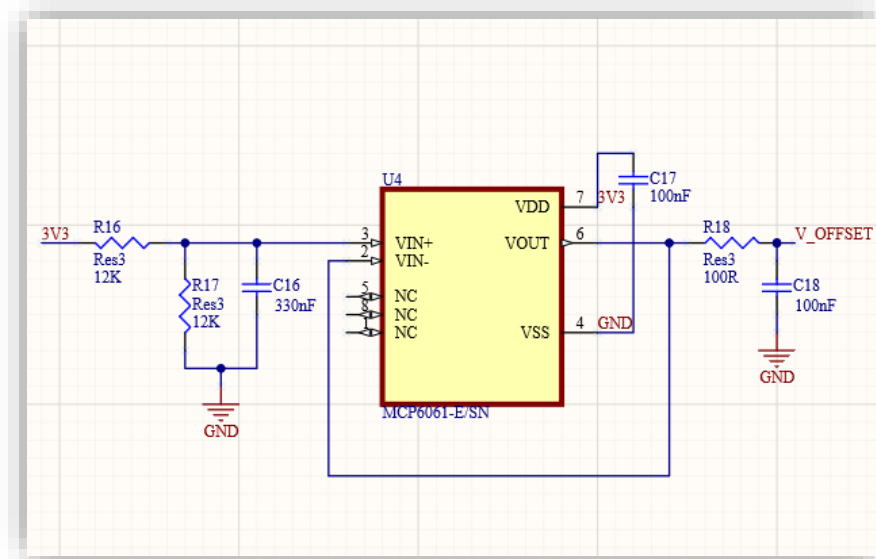 U4
C17
100nF
VDD
7
3V3
R16
3V3
Res3
12K
3
VIN+
2
VIN-
VOUT
6
R18
V_OFFSET
Res3
100R
R17
Res3
12K
C16
330nF
5
NC
8
NC
1
NC
C18
100nF
VSS
4
GND
GND
GND
MCP6061-E/SN